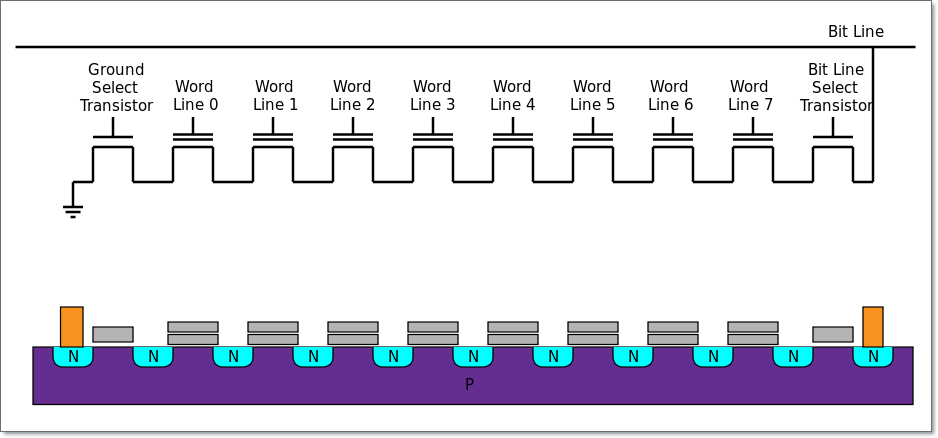 Bit Line
Ground
Select
Transistor
Word
Line 0
Word
Line 1
Word
Line 2
Word
Line 3
Word
Line 4
Word
Line 5
Word
Line 6
Word
Line 7
Bit Line
Select
Transistor
N
N
N
N
N
N
N
N
N
N
N
P